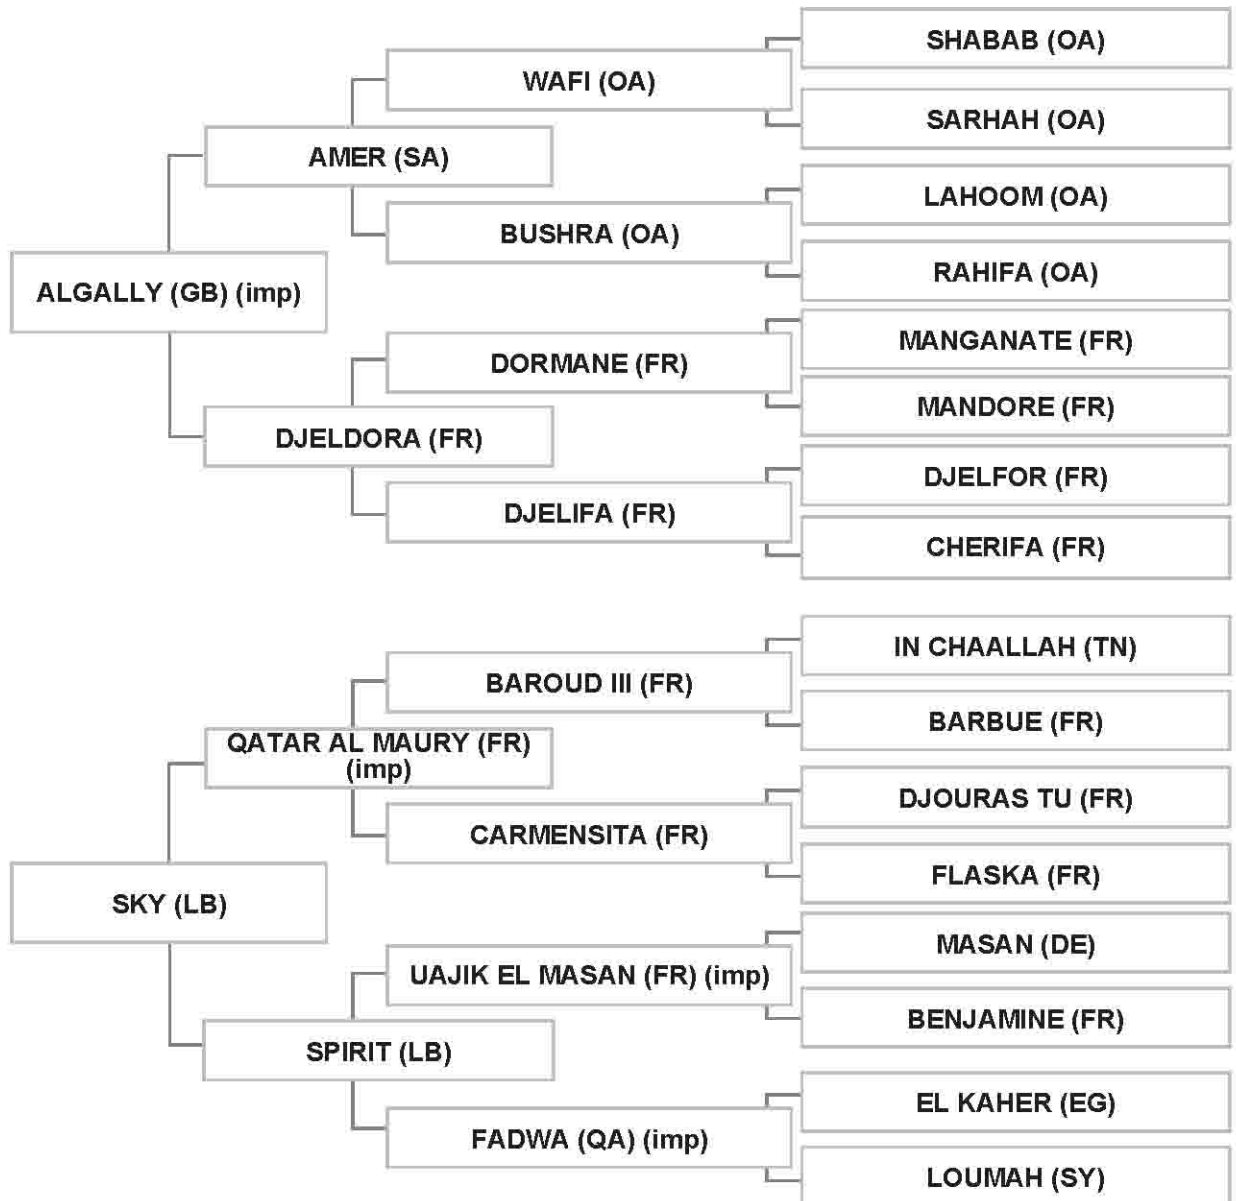 SHABAB (OA)
WAFI (OA)
SARHAH (OA)
AMER (SA)
LAHOOM (OA)
BUSHRA (OA)
RAHIFA (OA)
ALGALLY (GB) (imp)
MANGANATE (FR)
DORMANE (FR)
MANDORE (FR)
DJELDORA (FR)
DJELFOR (FR)
DJELIFA (FR)
CHERIFA (FR)
IN CHAALLAH (TN)
BAROUD III (FR)
BARBUE (FR)
QATAR AL MAURY (FR)
(imp)
DJOURAS TU (FR)
CARMENSITA (FR)
FLASKA (FR)
SKY (LB)
MASAN (DE)
UAJIK EL MASAN (FR) (imp)
BENJAMINE (FR)
SPIRIT (LB)
EL KAHER (EG)
FADWA (QA) (imp)
LOUMAH (SY)